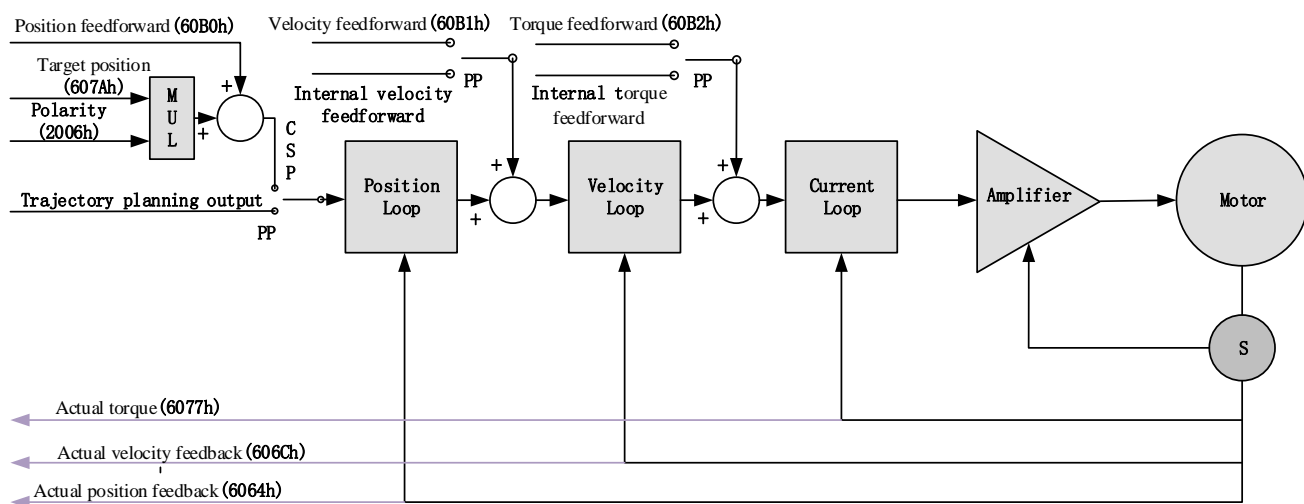 Position feedforward (60B0h)
Velocity feedforward (60B1h)
Torque feedforward (60B2h)
Target position
(607Ah)
Polarity
(2006h)
M
U
L
+
+
C
S
P
PP
Trajectory planning output
PP
Internal velocity
feedforward
PP
Internal torque
feedforward
Position
Loop
+
+
Velocity
Loop
+
+
Current
Loop
Amplifier
Motor
S
Actual torque (6077h)
Actual velocity feedback (606Ch)
Actual position feedback (6064h)